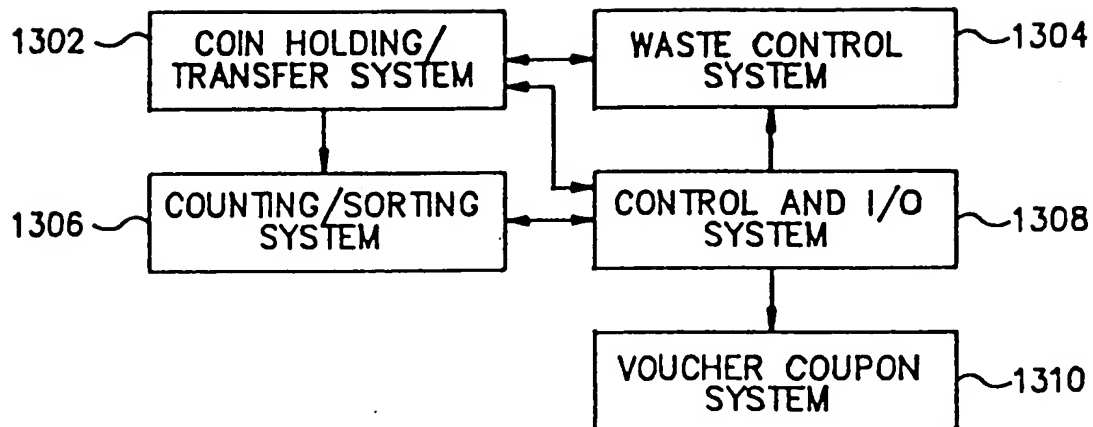 1302
COIN HOLDING/
TRANSFER SYSTEM
WASTE CONTROL
SYSTEM
1304
1306
COUNTING/SORTING
SYSTEM
CONTROL AND I/O
SYSTEM
1308
VOUCHER COUPON
SYSTEM
1310